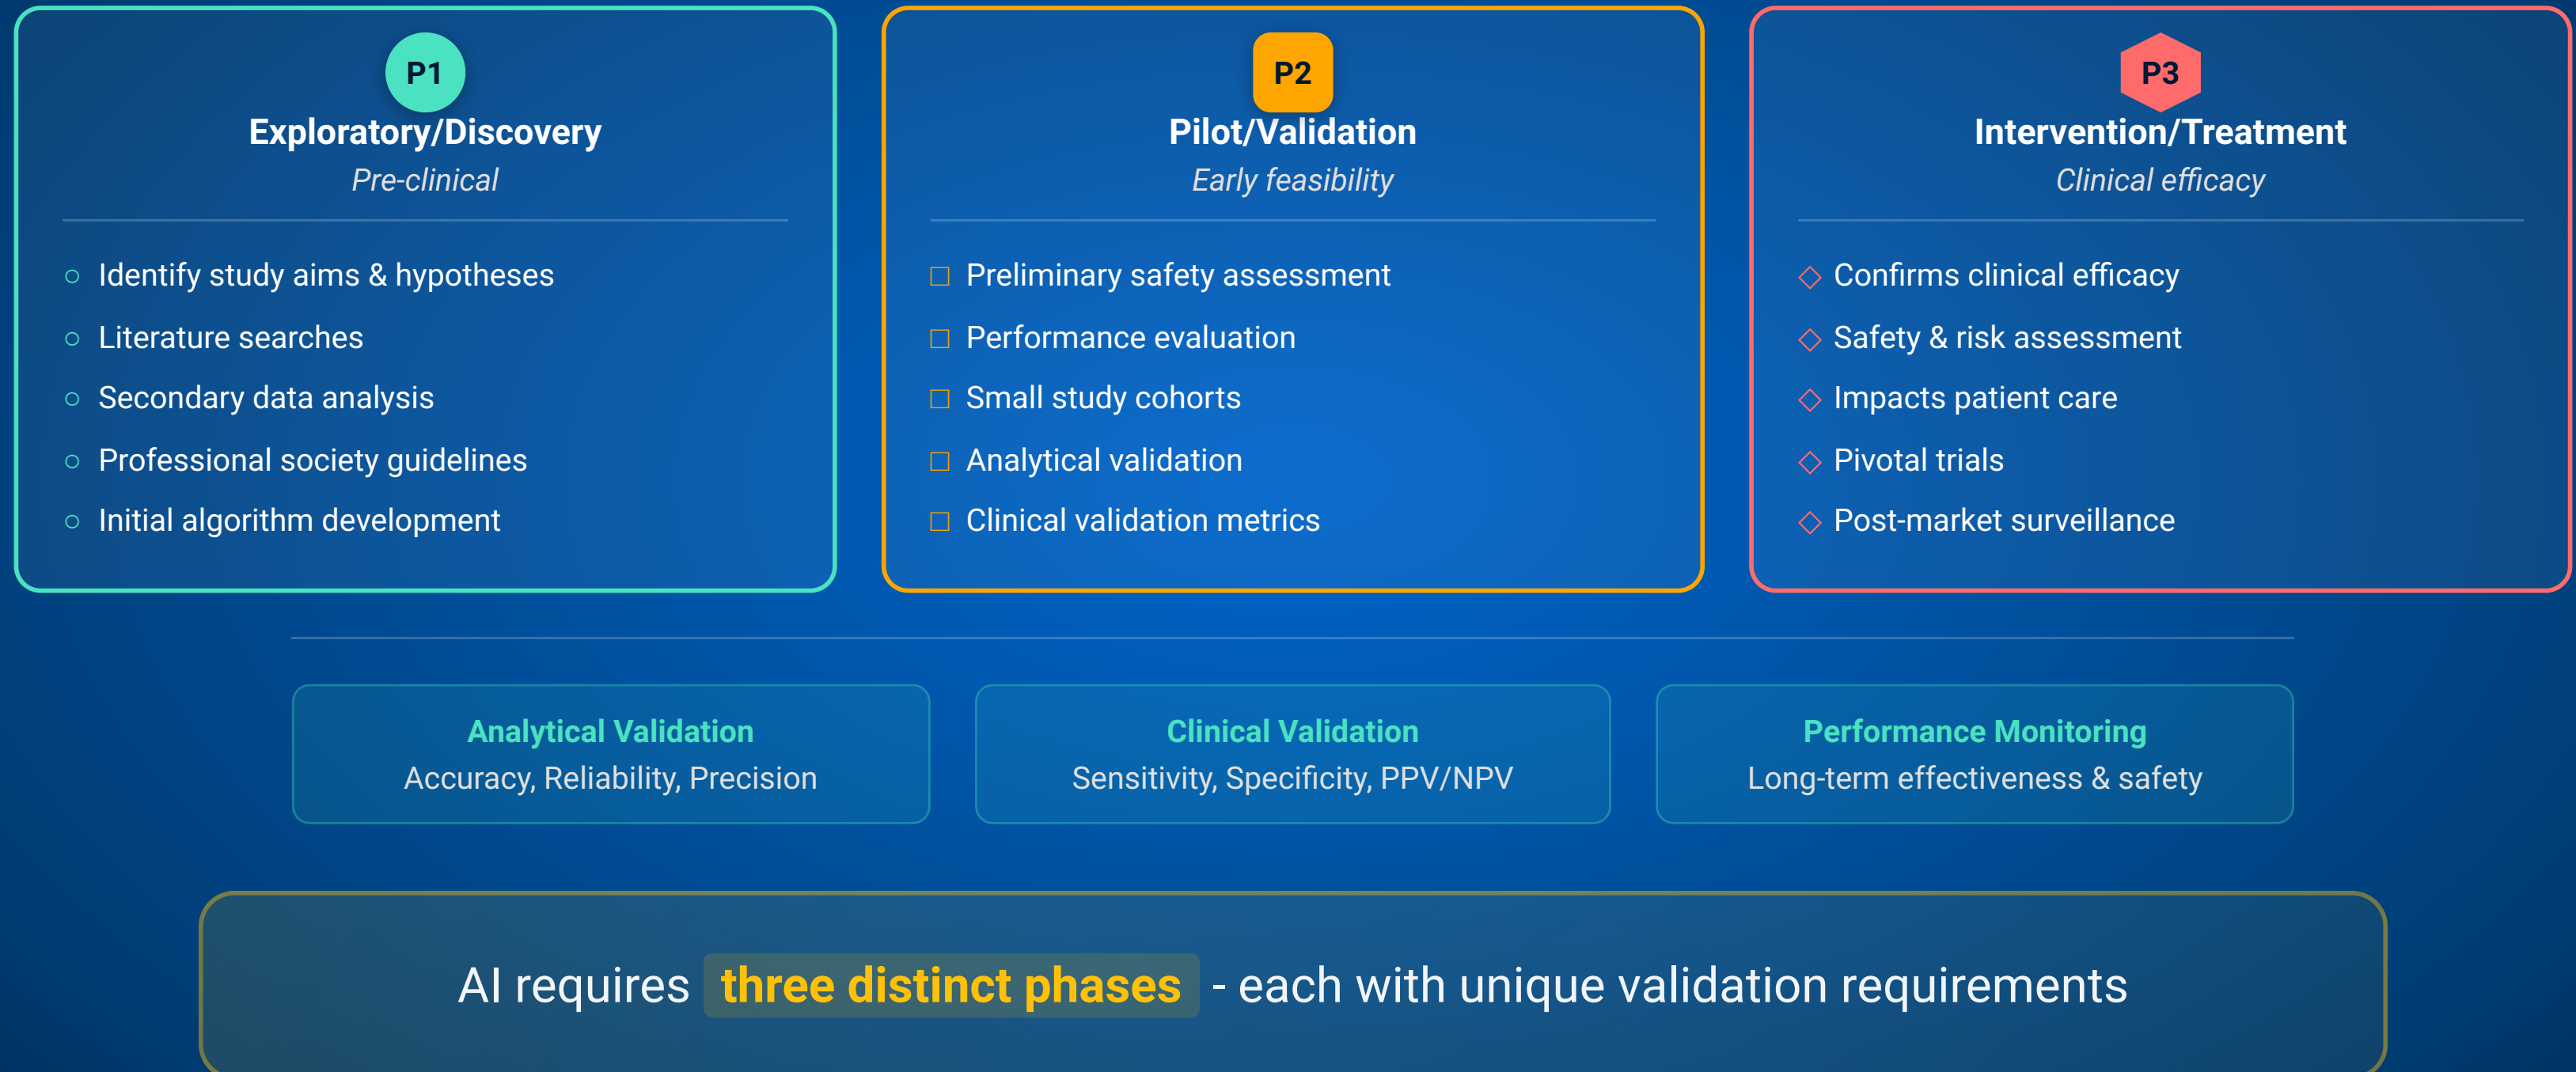 P1
Exploratory/Discovery
Pre-clinical
○ Identify study aims & hypotheses
○ Literature searches
○ Secondary data analysis
○ Professional society guidelines
○ Initial algorithm development
P2
Pilot/Validation
Early feasibility
□ Preliminary safety assessment
□ Performance evaluation
□ Small study cohorts
□ Analytical validation
□ Clinical validation metrics
P3
Intervention/Treatment
Clinical efficacy
◇ Confirms clinical efficacy
◇ Safety & risk assessment
◇ Impacts patient care
◇ Pivotal trials
◇ Post-market surveillance
Analytical Validation
Accuracy, Reliability, Precision
Clinical Validation
Sensitivity, Specificity, PPV/NPV
Performance Monitoring
Long-term effectiveness & safety
AI requires three distinct phases - each with unique validation requirements